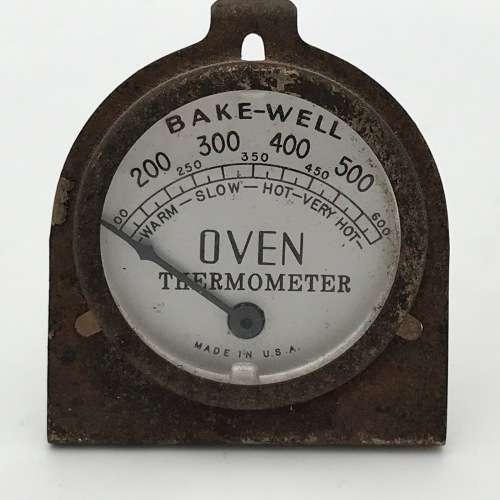 BAKE-WELL
200 300 400 500
00 250 350 450 600
WARM — SLOW — HOT — VERY HOT
OVEN
THERMOMETER
MADE IN U.S.A.